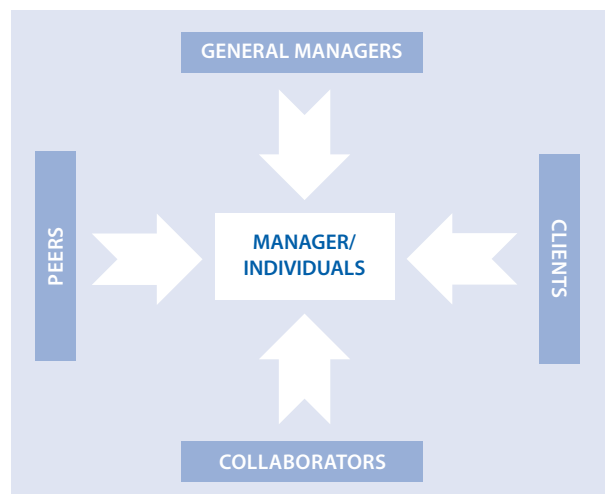 GENERAL MANAGERS
PEERS
MANAGER/
INDIVIDUALS
CLIENTS
COLLABORATORS